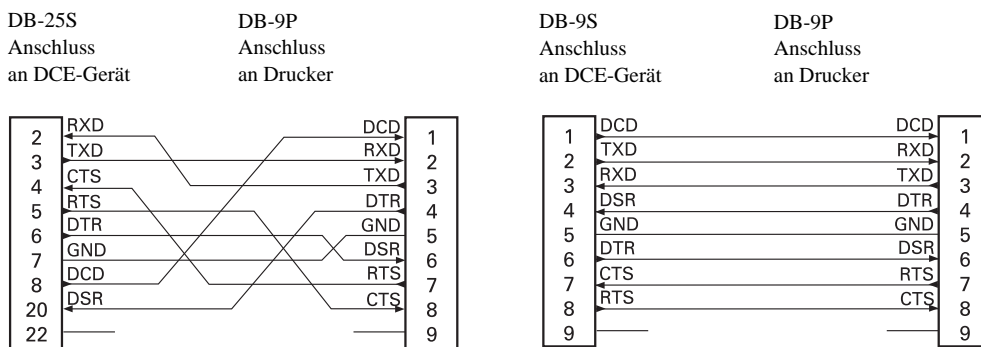 DB-25S DB-9P
Anschluss Anschluss
an DCE-Gerät an Drucker
2 RXD DCD 1
3 TXD RXD 2
4 CTS TXD 3
5 RTS DTR 4
6 DTR GND 5
7 GND DSR 6
8 DCD RTS 7
20 DSR CTS 8
22 9
DB-9S DB-9P
Anschluss Anschluss
an DCE-Gerät an Drucker
1 DCD DCD 1
2 TXD RXD 2
3 RXD TXD 3
4 DSR DTR 4
5 GND GND 5
6 DTR DSR 6
7 CTS RTS 7
8 RTS CTS 8
9 9